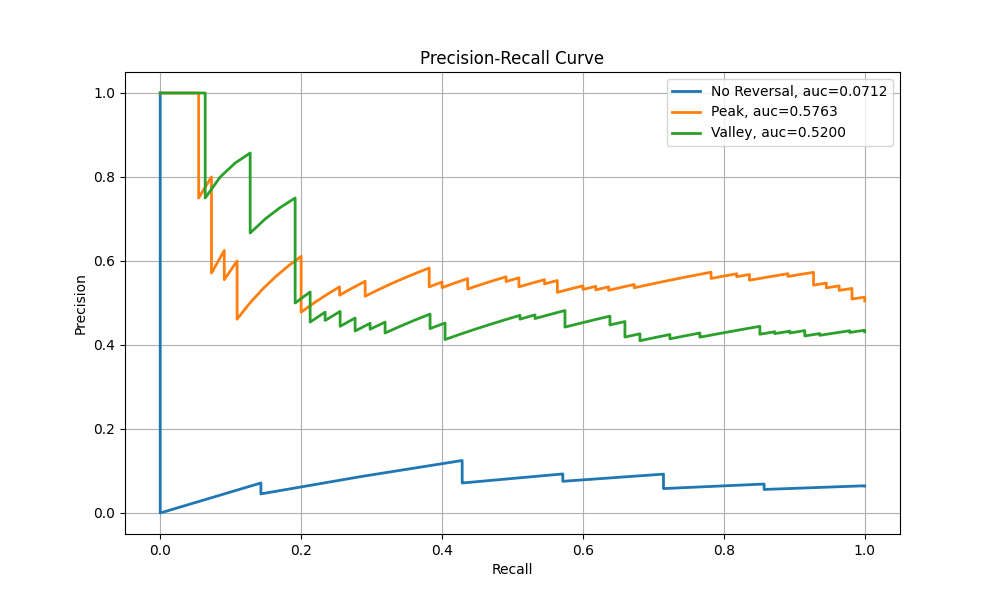 Precision-Recall Curve
No Reversal, auc=0.0712
Peak, auc=0.5763
Valley, auc=0.5200
Precision
1.0
0.8
0.6
0.4
0.2
0.0
0.0 0.2 0.4 0.6 0.8 1.0
Recall